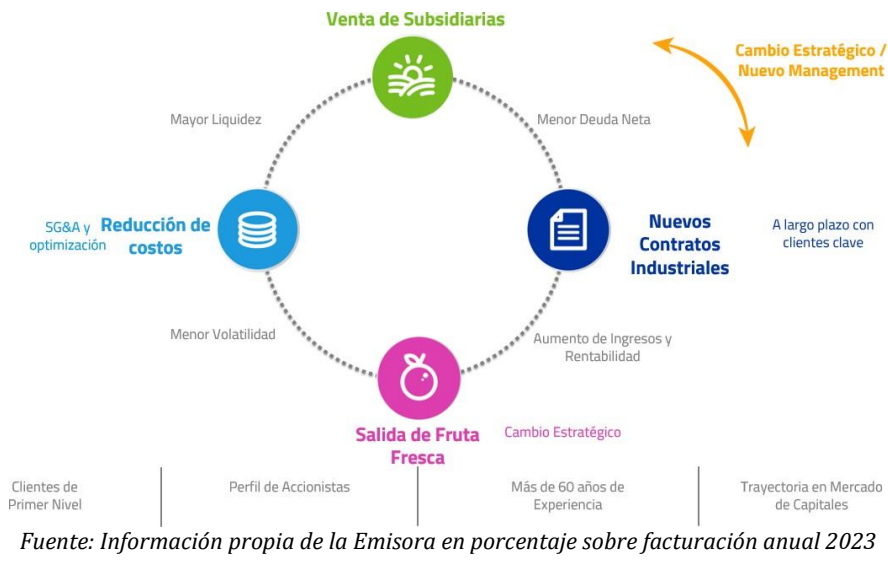 Venta de Subsidiarias
Cambio Estratégico /
Nuevo Management
Mayor Liquidez
Menor Deuda Neta
SG&A y
optimización
Reducción de
costos
Nuevos
Contratos
Industriales
A largo plazo con
clientes clave
Menor Volatilidad
Aumento de Ingresos y
Rentabilidad
Salida de Fruta
Fresca
Cambio Estratégico
Clientes de
Primer Nivel
Perfil de Accionistas
Más de 60 años de
Experiencia
Trayectoria en Mercado
de Capitales
Fuente: Información propia de la Emisora en porcentaje sobre facturación anual 2023